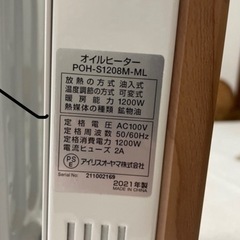 オイルヒーター
POH-S1208M-ML
放熱の方式 油入式
温度調節の方式 可変式
暖房能力 1200W
熱媒体の種類 鉱物油
定格電圧 AC100V
定格周波数 50/60Hz
定格消費電力 1200W
電流ヒューズ 2A
PS
E
アイリスオーヤマ株式会社
Serial No: 211002169
2021年製
MADE IN CHINA